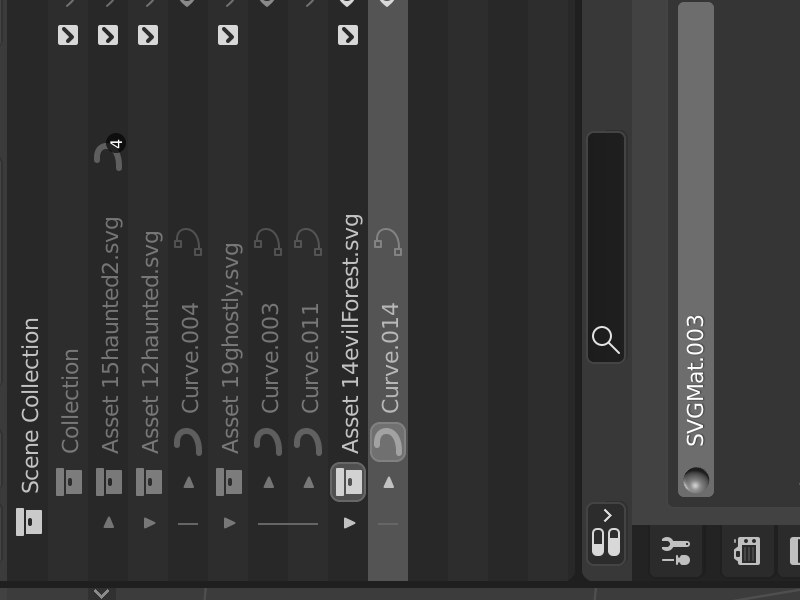 Scene Collection
Collection
Asset 15haunted2.svg
4
Asset 12haunted.svg
Curve.004
Asset 19ghostly.svg
Curve.003
Curve.011
Asset 14evilForest.svg
Curve.014
SVGMat.003